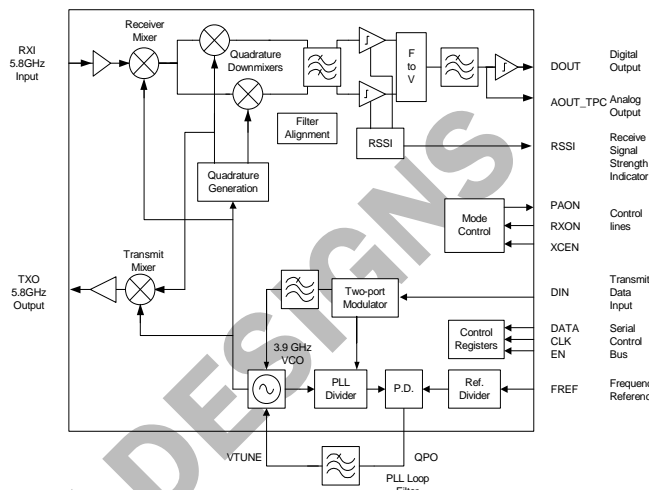 RXI
5.8GHz
Input
Receiver
Mixer
Quadrature
Downmixers
F
to
V
DOUT
Digital
Output
AOUT_TPC
Analog
Output
Filter
Alignment
RSSI
RSSI
Receive
Signal
Strength
Indicator
Quadrature
Generation
Mode
Control
PAON
RXON
XCEN
Control
lines
TXO
5.8GHz
Output
Transmit
Mixer
Two-port
Modulator
DIN
Transmit
Data
Input
3.9 GHz
VCO
Control
Registers
DATA
CLK
EN
Serial
Control
Bus
PLL
Divider
P.D.
Ref.
Divider
FREF
Frequency
Reference
VTUNE
QPO
PLL Loop
Filter
DESIGNS